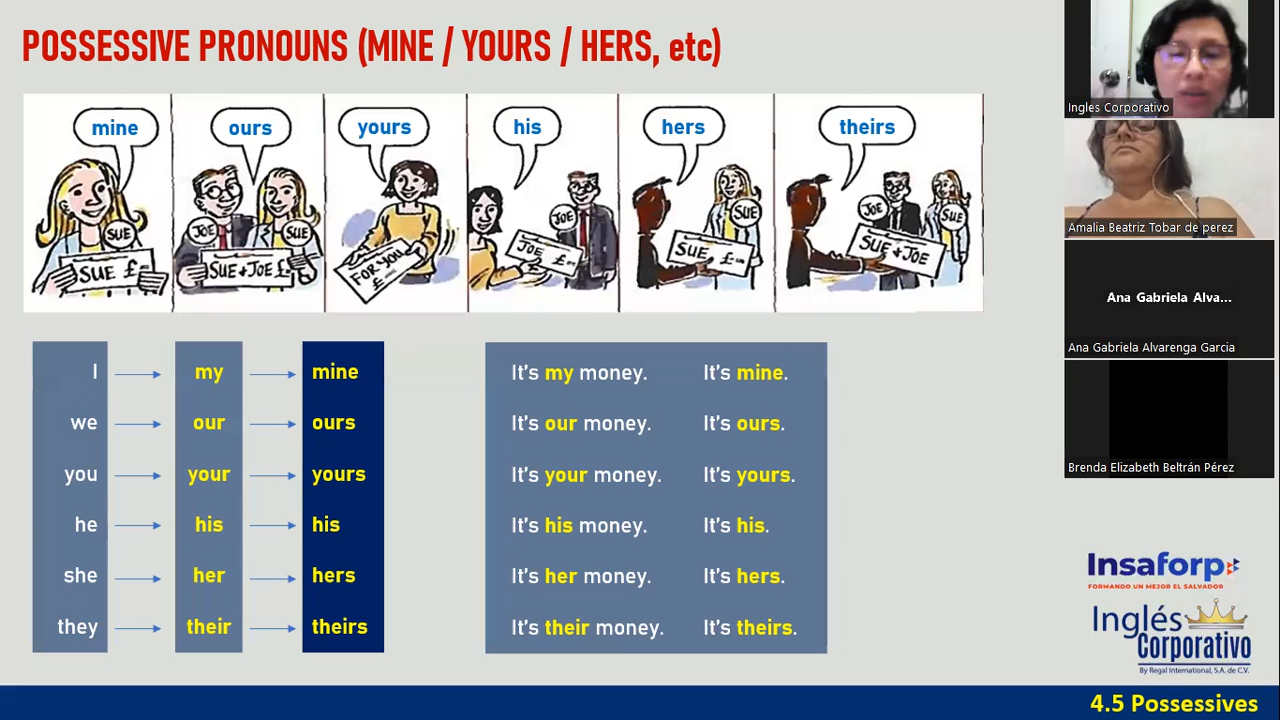 POSSESSIVE PRONOUNS (MINE / YOURS / HERS, etc)
mine
ours
yours
his
hers
theirs
SUE
SUE £
JOE
SUE
SUE+JOE £
FOR YOU
£
JOE
JOE £
SUE
SUE £
JOE
SUE
SUE + JOE
I my mine
we our ours
you your yours
he his his
she her hers
they their theirs
It's my money. It's mine.
It's our money. It's ours.
It's your money. It's yours.
It's his money. It's his.
It's her money. It's hers.
It's their money. It's theirs.
Ingles Corporativo
Amalia Beatriz Tobar de perez
Ana Gabriela Alva...
Ana Gabriela Alvarenga Garcia
Brenda Elizabeth Beltrán Pérez
Insaforp
FORMANDO UN MEJOR EL SALVADOR
Inglés
Corporativo
By Regal International, S.A. de C.V.
4.5 Possessives